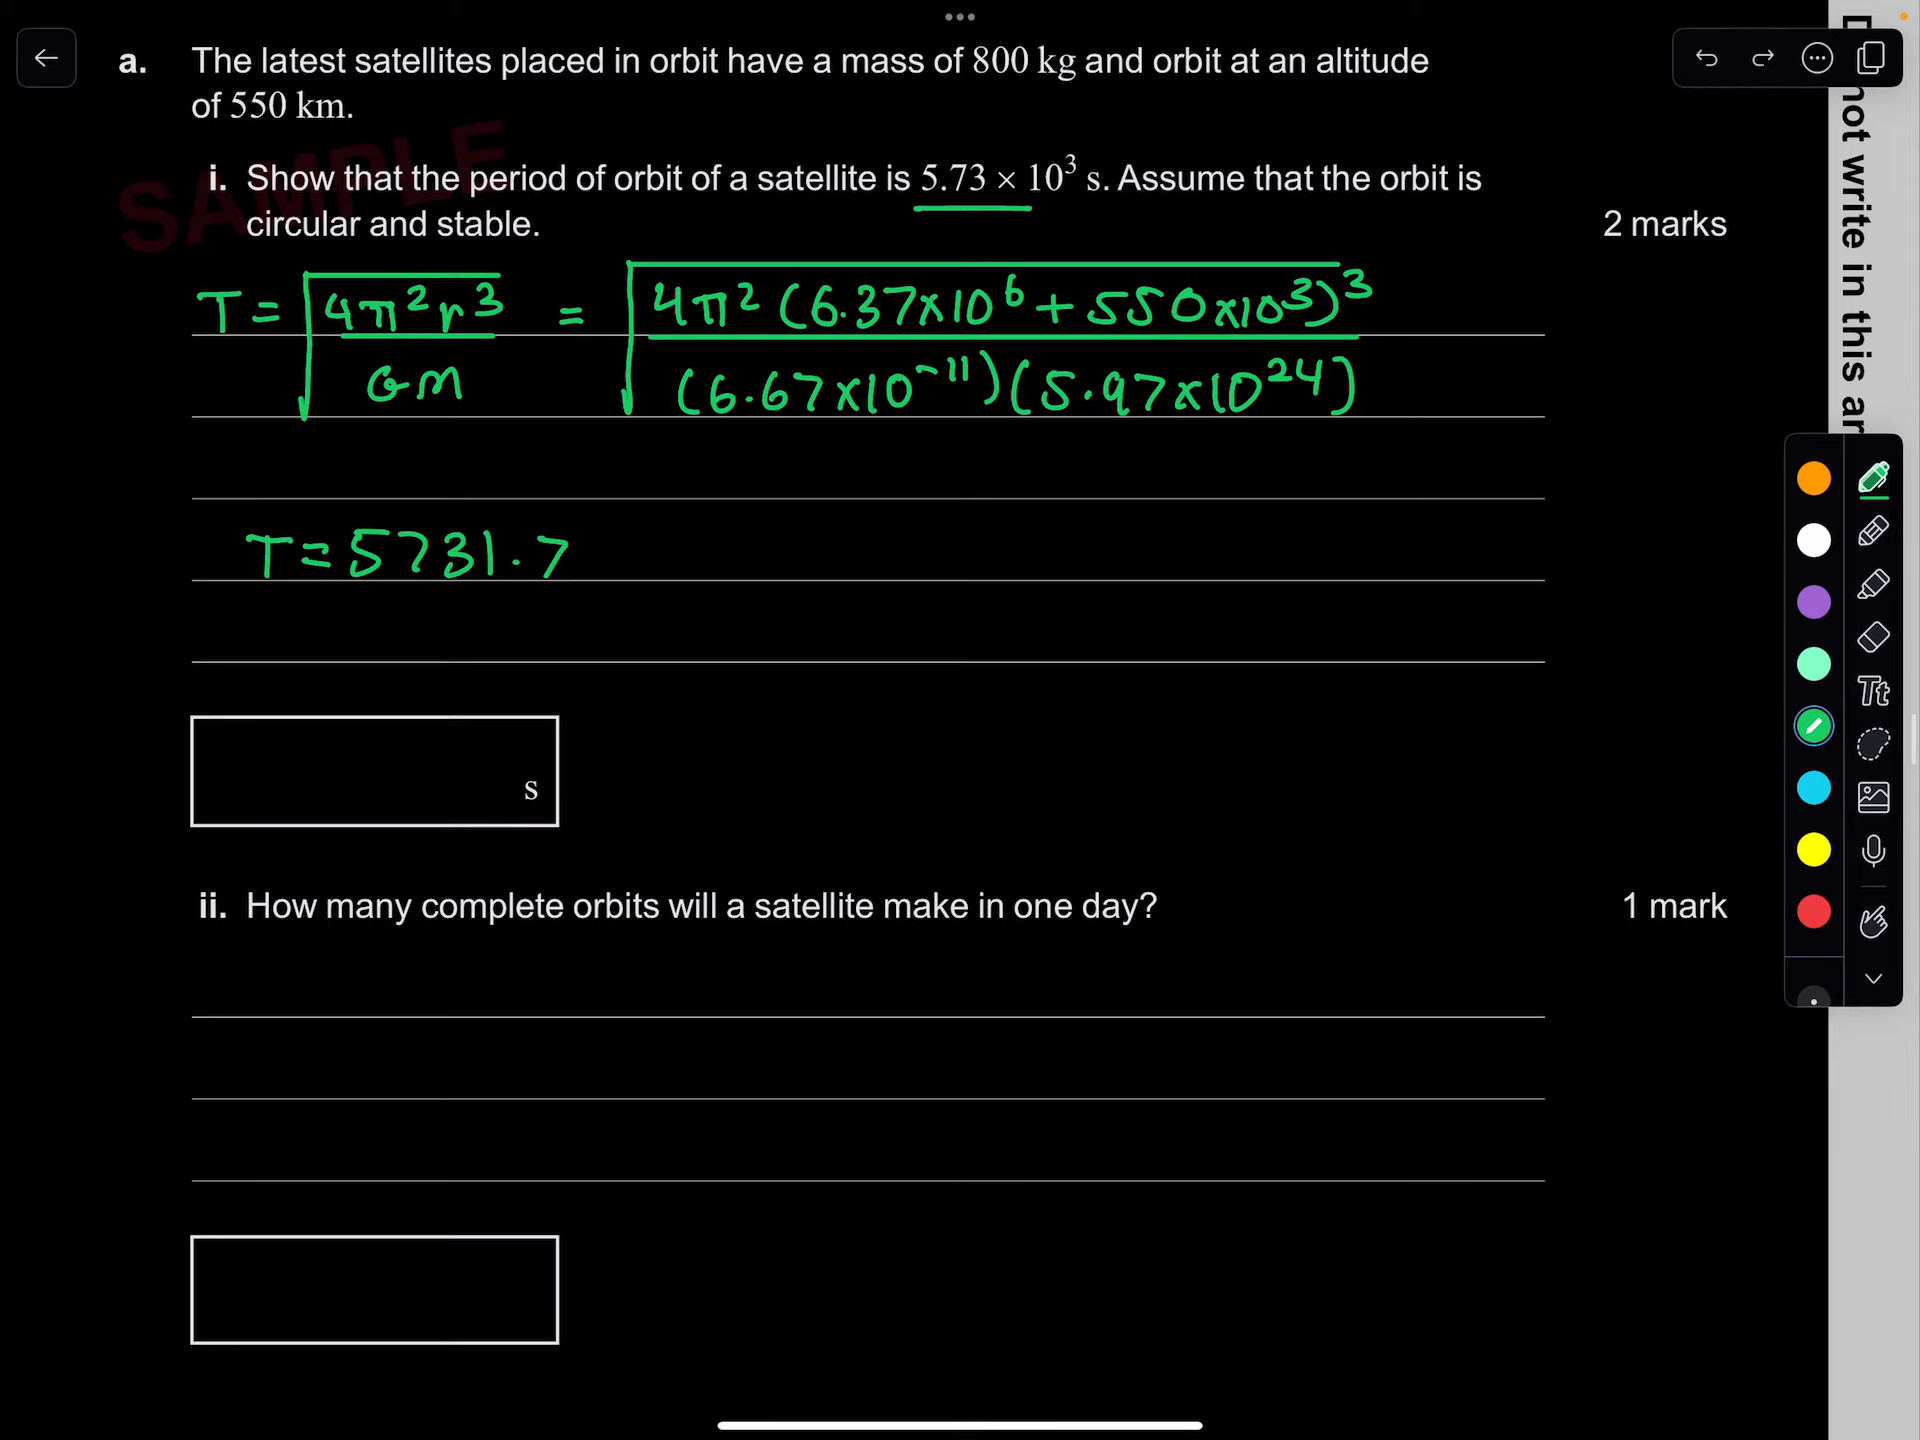 a. The latest satellites placed in orbit have a mass of 800 kg and orbit at an altitude
of 550 km.
SAMPLE
i. Show that the period of orbit of a satellite is 5.73 × 10³ s. Assume that the orbit is
circular and stable.
2 marks
T = √(4π²r³ / GM) = √(4π² (6.37×10⁶ + 550×10³)³ / (6.67×10⁻¹¹)(5.97×10²⁴))
T = 5731.7
s
ii. How many complete orbits will a satellite make in one day?
1 mark
not write in this
Tt